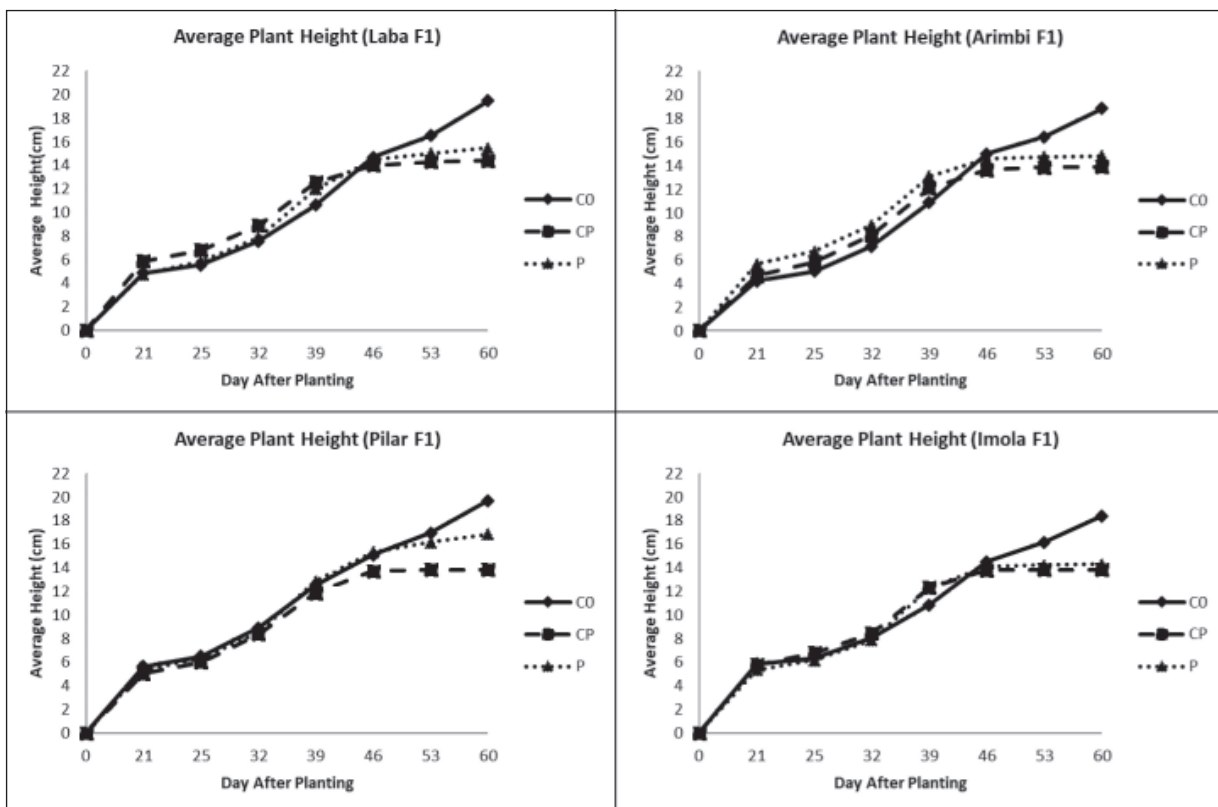 Average Plant Height (Laba F1)
22
20
18
16
14
12
10
8
6
4
2
0
Average Height(cm)
0 21 25 32 39 46 53 60
Day After Planting
C0
CP
P
Average Plant Height (Arimbi F1)
22
20
18
16
14
12
10
8
6
4
2
0
Average Height (cm)
0 21 25 32 39 46 53 60
Day After Planting
C0
CP
P
Average Plant Height (Pilar F1)
22
20
18
16
14
12
10
8
6
4
2
0
Average Height (cm)
0 21 25 32 39 46 53 60
Day After Planting
C0
CP
P
Average Plant Height (Imola F1)
22
20
18
16
14
12
10
8
6
4
2
0
Average Height (cm)
0 21 25 32 39 46 53 60
Day After Planting
C0
CP
P